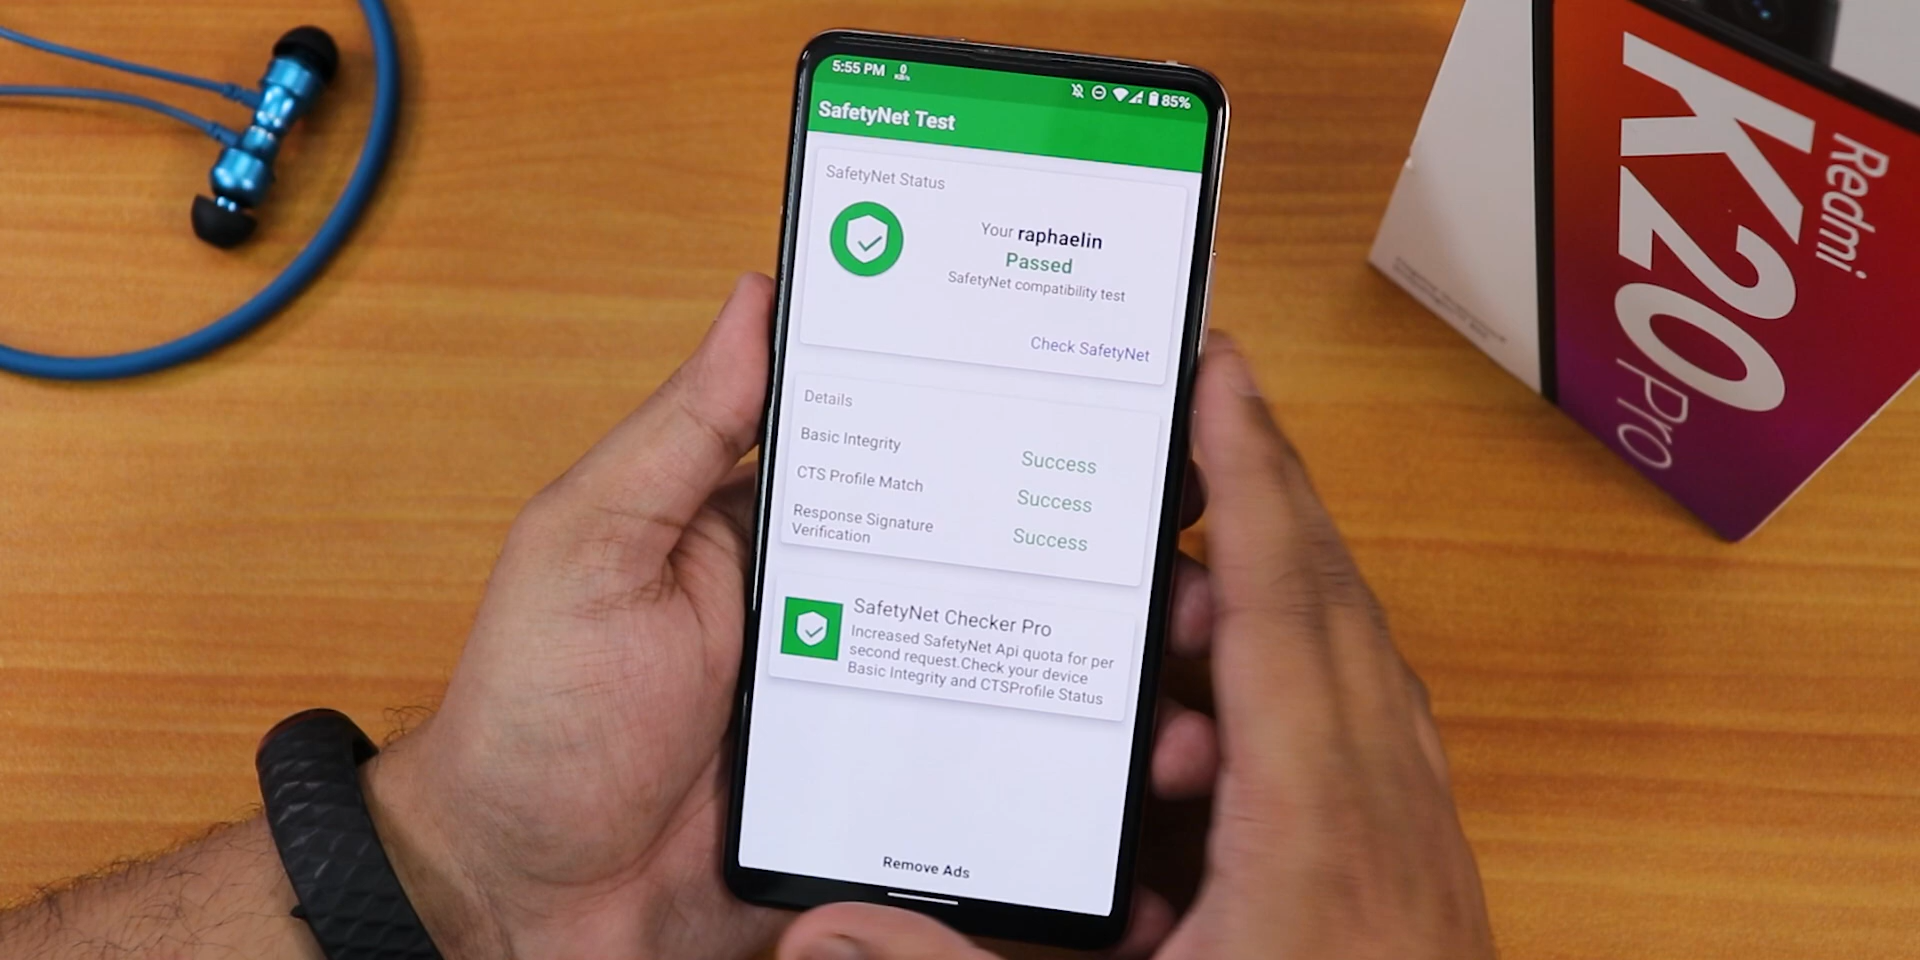 5:55 PM 0 KB/s 85%
SafetyNet Test
SafetyNet Status
Your raphaelin
Passed
SafetyNet compatibility test
Check SafetyNet
Details
Basic Integrity Success
CTS Profile Match Success
Response Signature
Verification Success
SafetyNet Checker Pro
Increased SafetyNet Api quota for per
second request.Check your device
Basic Integrity and CTSProfile Status
Remove Ads
Redmi
K20
Pro